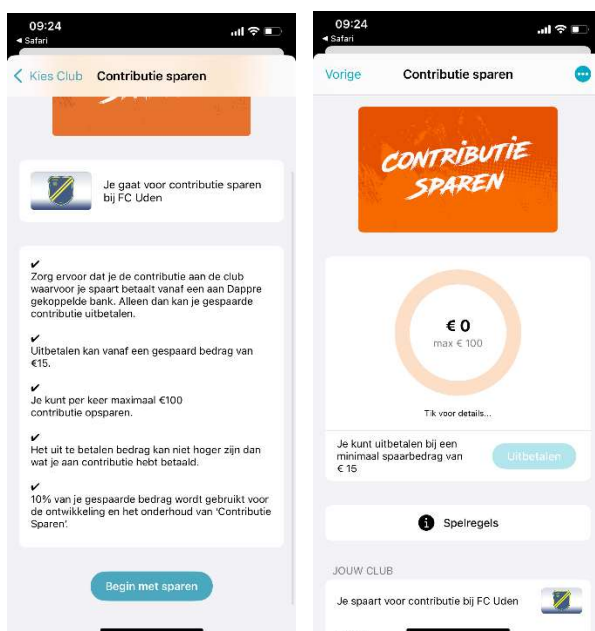 09:24
◀ Safari
Kies Club
Contributie sparen
Je gaat voor contributie sparen
bij FC Uden
✔
Zorg ervoor dat je de contributie aan de club
waarvoor je spaart betaalt vanaf een aan Dappre
gekoppelde bank. Alleen dan kan je gespaarde
contributie uitbetalen.
✔
Uitbetalen kan vanaf een gespaard bedrag van
€15.
✔
Je kunt per keer maximaal €100
contributie opsparen.
✔
Het uit te betalen bedrag kan niet hoger zijn dan
wat je aan contributie hebt betaald.
✔
10% van je gespaarde bedrag wordt gebruikt voor
de ontwikkeling en het onderhoud van 'Contributie
Sparen'.
Begin met sparen
09:24
◀ Safari
Vorige
Contributie sparen
CONTRIBUTIE
SPAREN
€ 0
max € 100
Tik voor details...
Je kunt uitbetalen bij een
minimaal spaarbedrag van
€ 15
Uitbetalen
Spelregels
JOUW CLUB
Je spaart voor contributie bij FC Uden